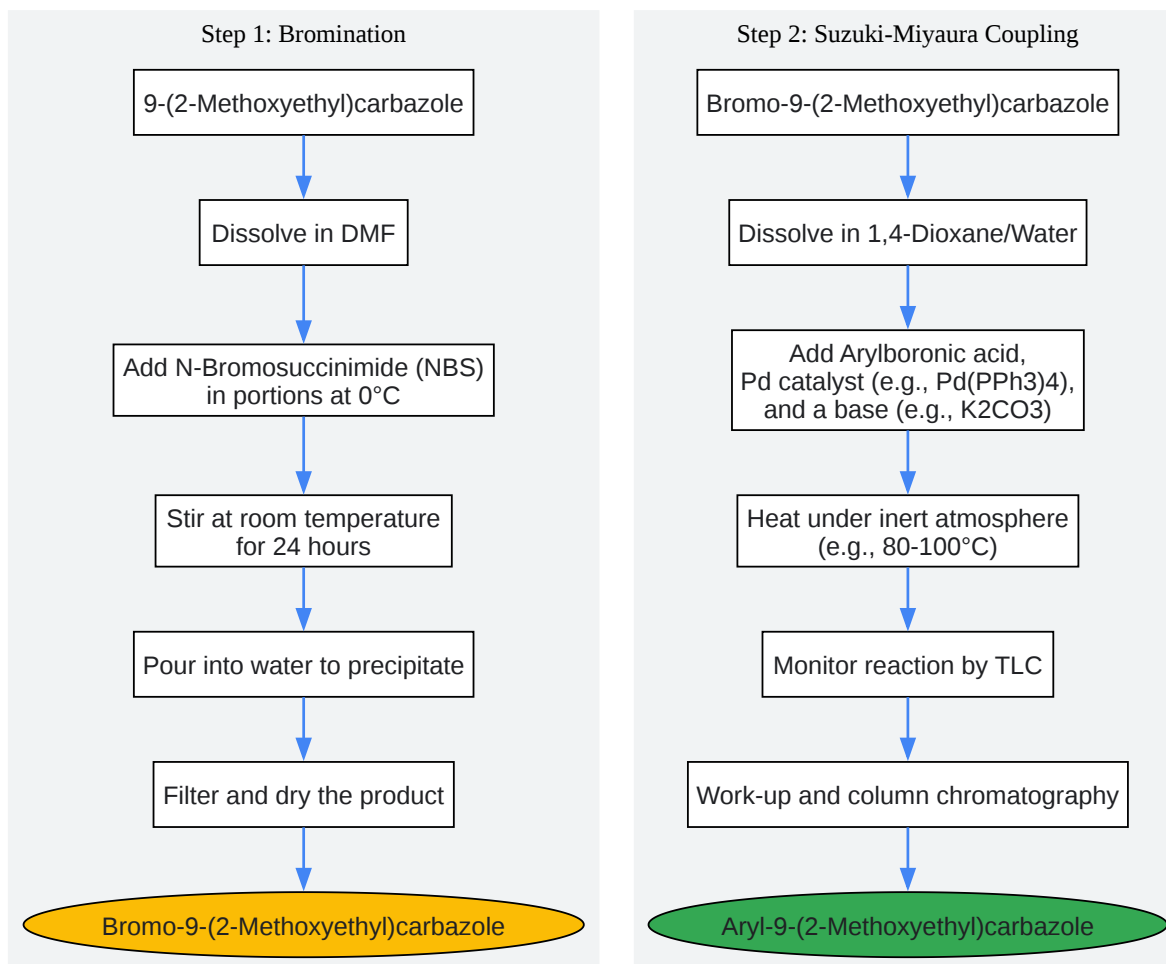 Step 1: Bromination
9-(2-Methoxyethyl)carbazole
Dissolve in DMF
Add N-Bromosuccinimide (NBS)
in portions at 0°C
Stir at room temperature
for 24 hours
Pour into water to precipitate
Filter and dry the product
Bromo-9-(2-Methoxyethyl)carbazole
Step 2: Suzuki-Miyaura Coupling
Bromo-9-(2-Methoxyethyl)carbazole
Dissolve in 1,4-Dioxane/Water
Add Arylboronic acid,
Pd catalyst (e.g., Pd(PPh3)4),
and a base (e.g., K2CO3)
Heat under inert atmosphere
(e.g., 80-100°C)
Monitor reaction by TLC
Work-up and column chromatography
Aryl-9-(2-Methoxyethyl)carbazole